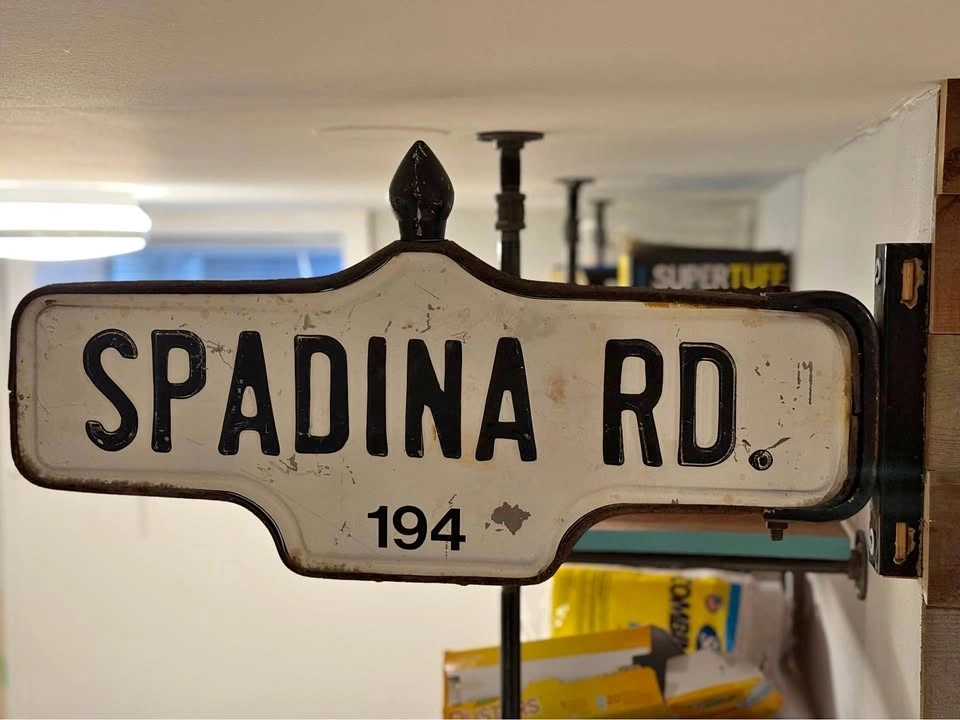 SPADINA RD.
194
SUPERTUFF